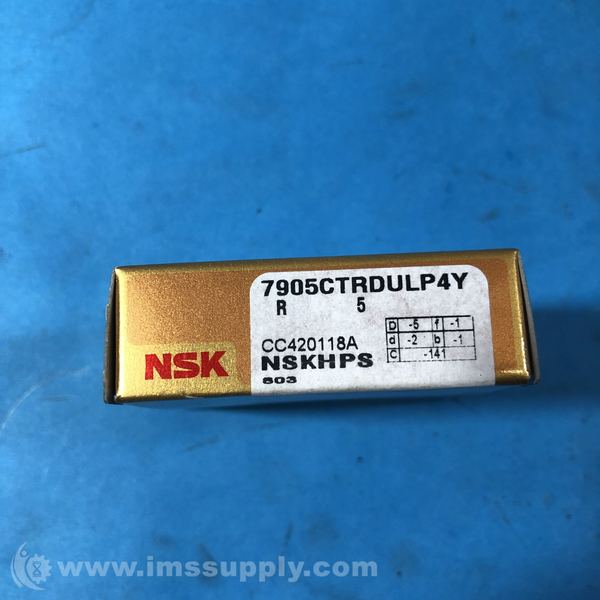 7905CTRDULP4Y
R 5
CC420118A
NSKHPS
803
D -5 f -1
d -2 b -1
C -141
NSK
www.imssupply.com